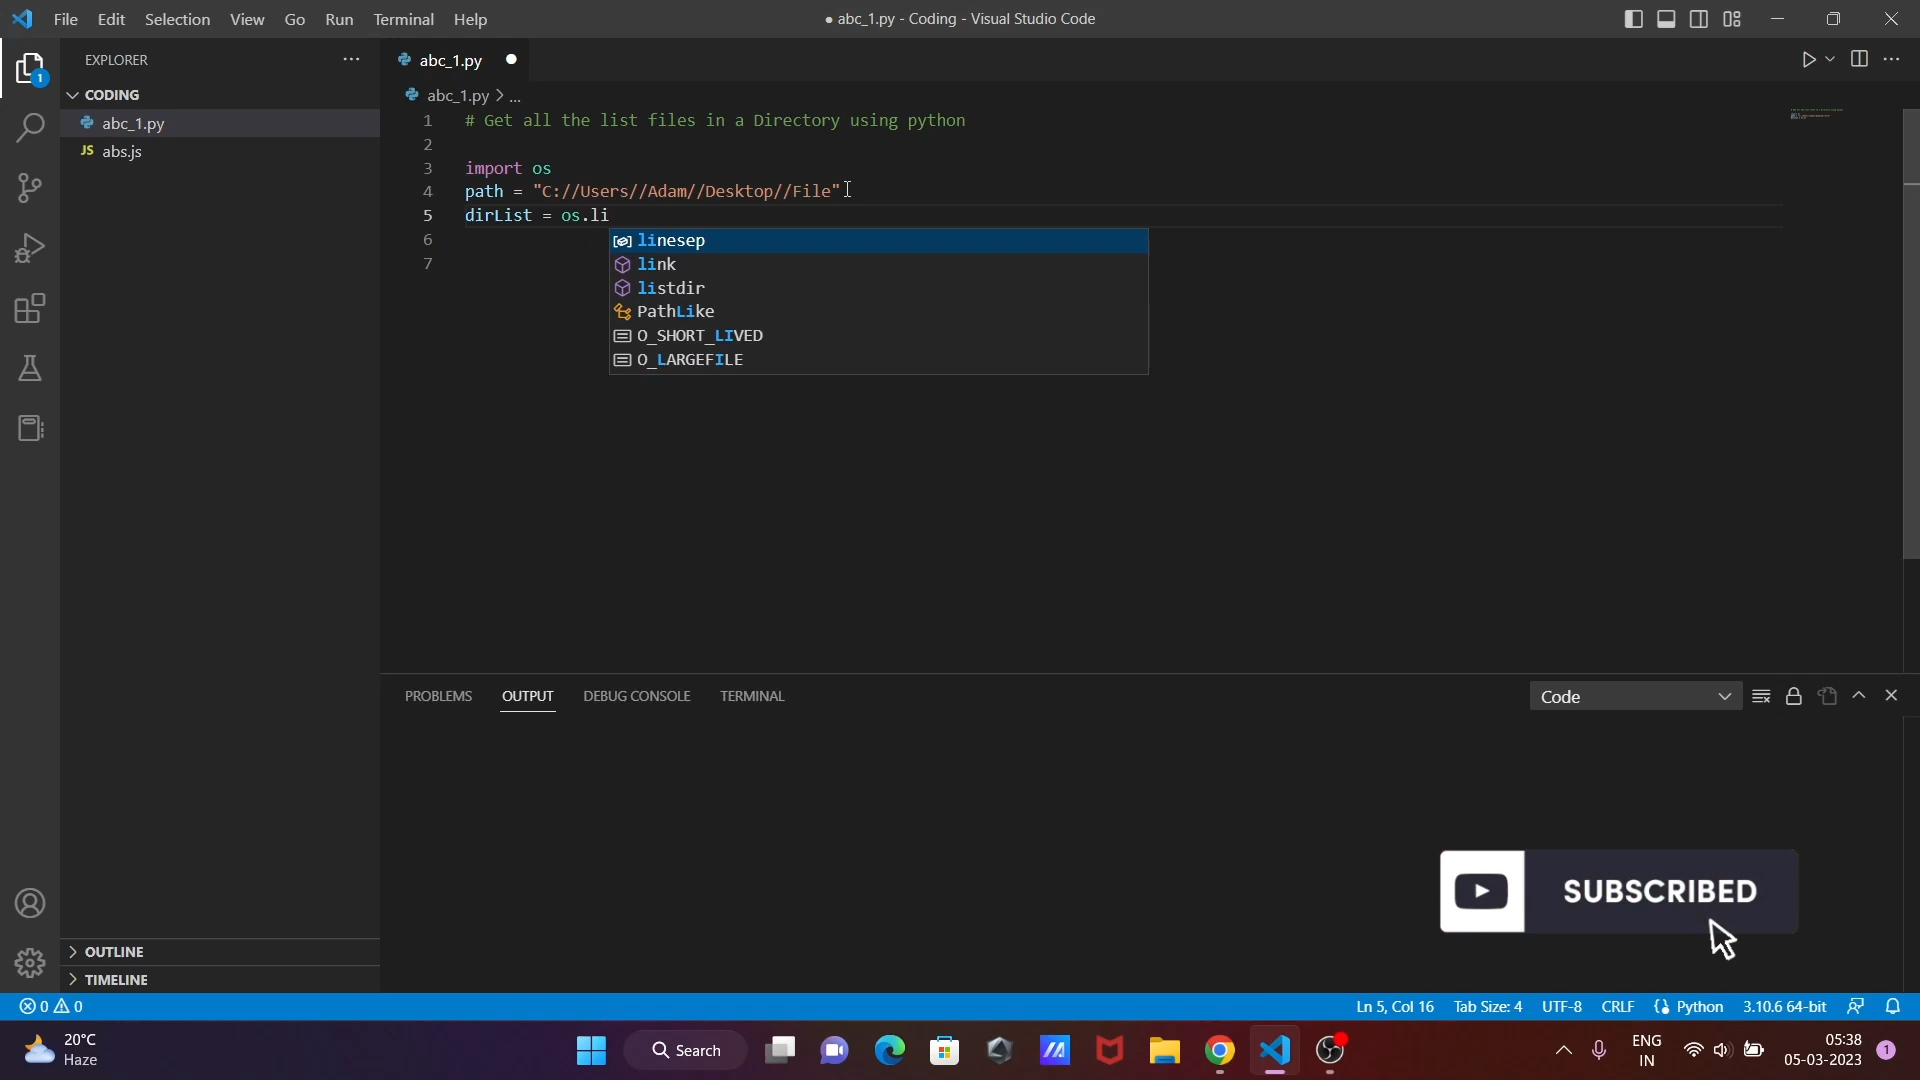 File Edit Selection View Go Run Terminal Help
● abc_1.py - Coding - Visual Studio Code
EXPLORER
1
CODING
abc_1.py
JS abs.js
OUTLINE
TIMELINE
abc_1.py
abc_1.py > ...
1 # Get all the list files in a Directory using python
2
3 import os
4 path = "C://Users//Adam//Desktop//File"
5 dirList = os.li
6
7
linesep
link
listdir
PathLike
O_SHORT_LIVED
O_LARGEFILE
PROBLEMS OUTPUT DEBUG CONSOLE TERMINAL
Code
SUBSCRIBED
0 0
Ln 5, Col 16 Tab Size: 4 UTF-8 CRLF Python 3.10.6 64-bit
20°C
Haze
Search
ENG
IN
05:38
05-03-2023
1